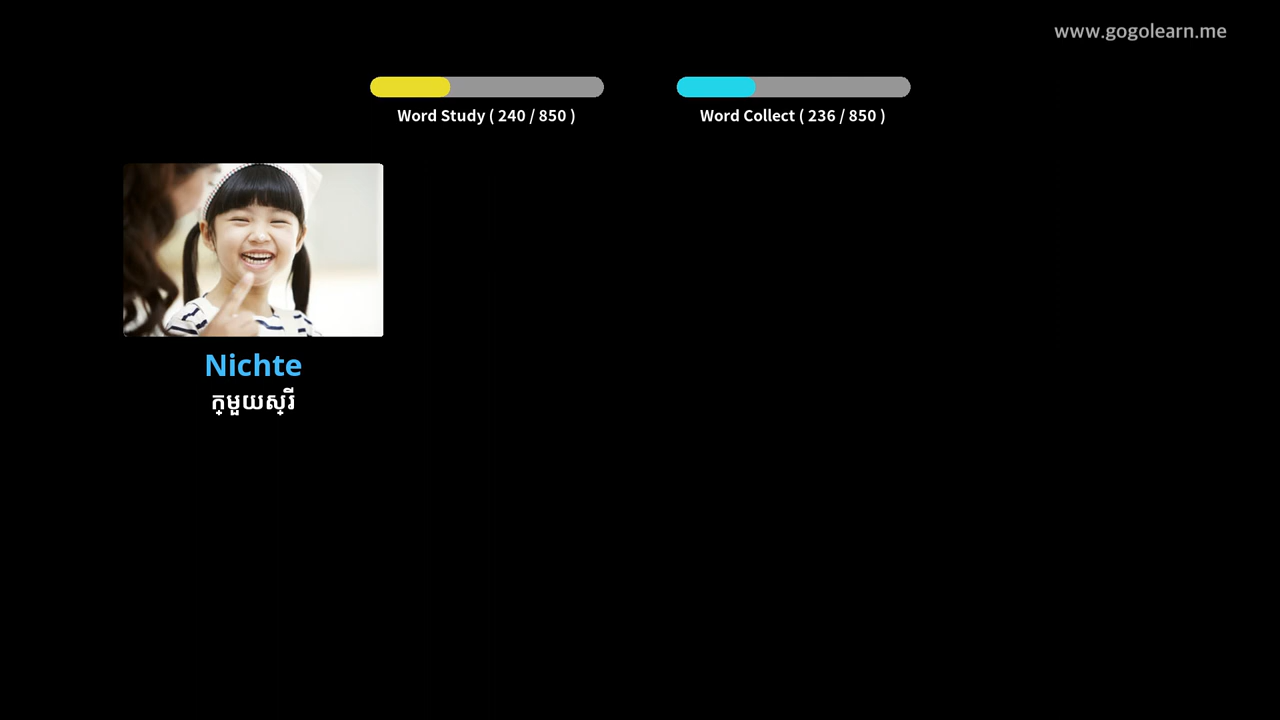 www.gogolearn.me
Word Study ( 240 / 850 )
Word Collect ( 236 / 850 )
Nichte
ក្មួយស្រី